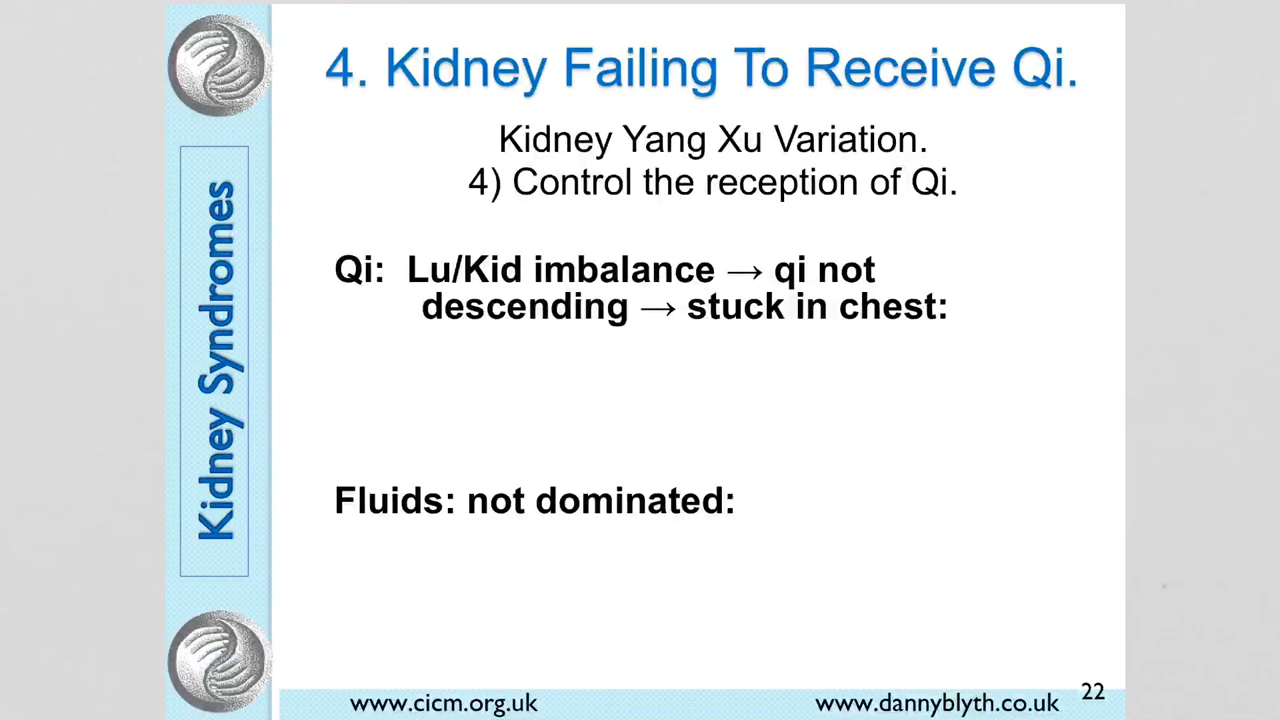 4. Kidney Failing To Receive Qi.
Kidney Yang Xu Variation.
4) Control the reception of Qi.
Kidney Syndromes
Qi: Lu/Kid imbalance → qi not
descending → stuck in chest:
Fluids: not dominated:
www.cicm.org.uk
www.dannyblyth.co.uk
22